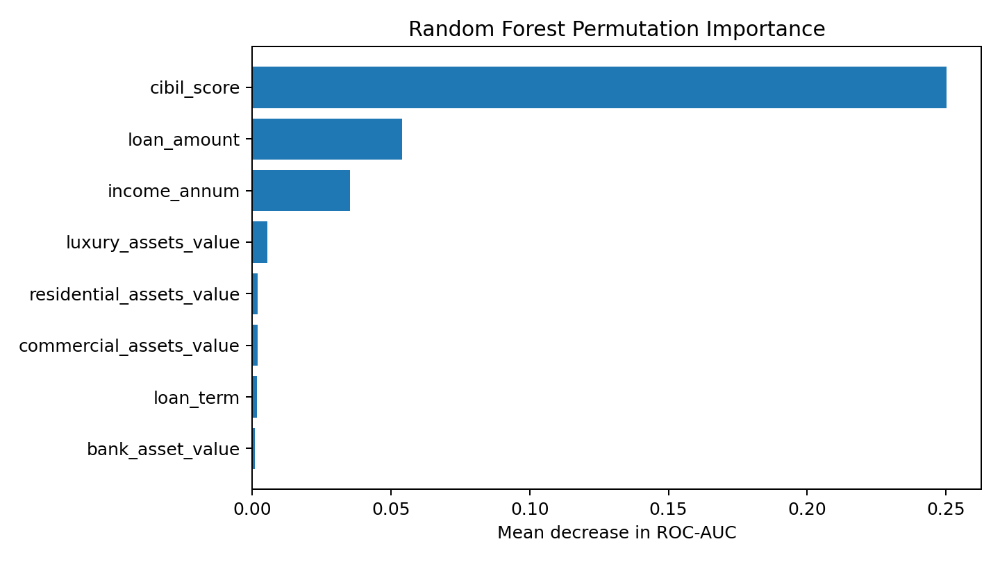 Random Forest Permutation Importance
cibil_score
loan_amount
income_annum
luxury_assets_value
residential_assets_value
commercial_assets_value
loan_term
bank_asset_value
0.00 0.05 0.10 0.15 0.20 0.25
Mean decrease in ROC-AUC